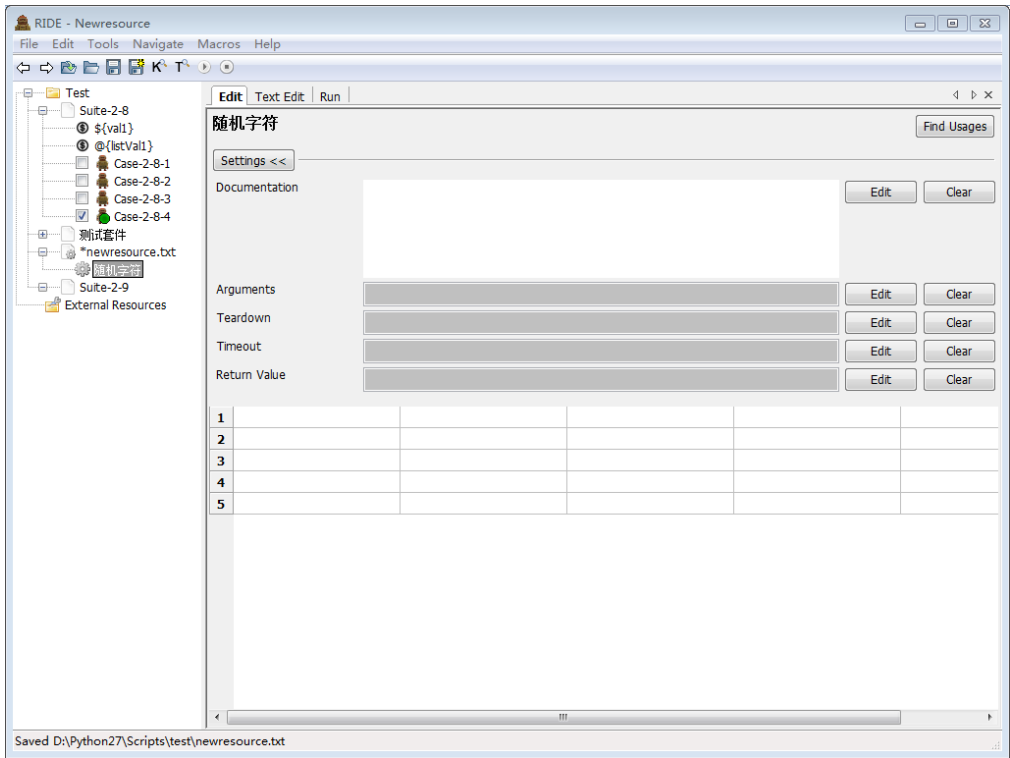 RIDE - Newresource
File Edit Tools Navigate Macros Help
K T
Test
Suite-2-8
${val1}
@{listVal1}
Case-2-8-1
Case-2-8-2
Case-2-8-3
Case-2-8-4
测试套件
*newresource.txt
随机字符
Suite-2-9
External Resources
Edit Text Edit Run
随机字符 Find Usages
Settings <<
Documentation Edit Clear
Arguments Edit Clear
Teardown Edit Clear
Timeout Edit Clear
Return Value Edit Clear
1
2
3
4
5
Saved D:\Python27\Scripts\test\newresource.txt